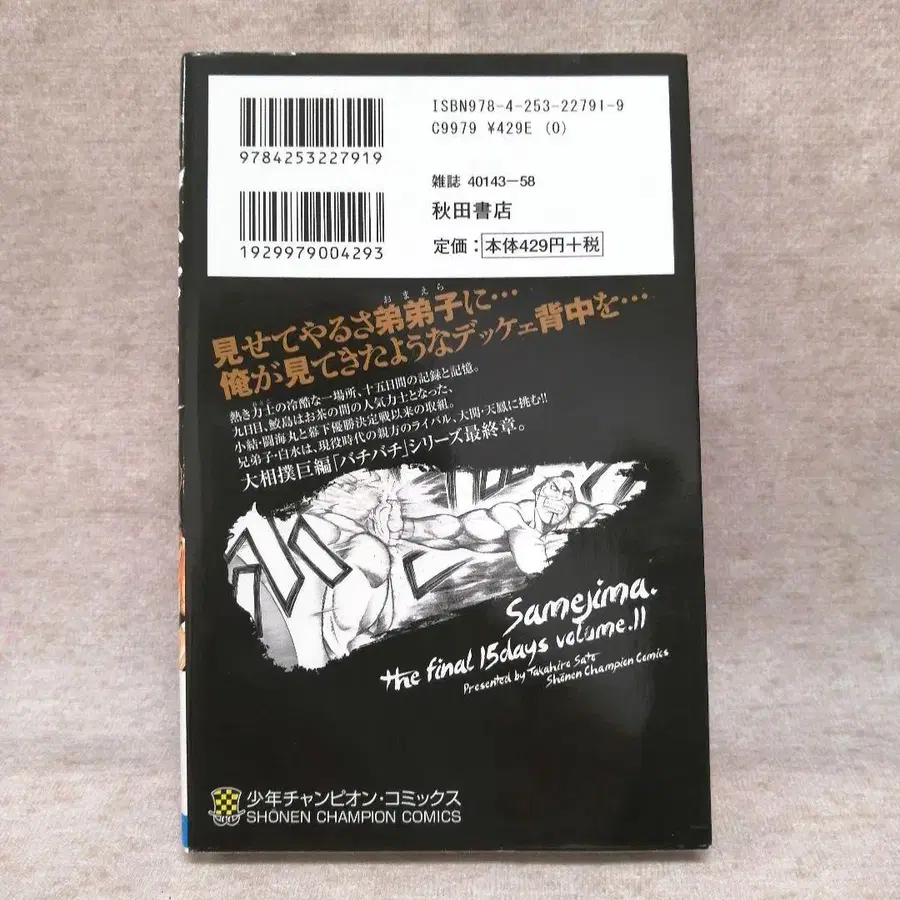 ISBN978-4-253-22791-9
C9979 ¥429E (0)
9784253227919
雑誌 40143-58
秋田書店
1929979004293
定価：本体429円+税
おまえら
見せてやるさ弟弟子に…
俺が見てきたようなデッケェ背中を…
熱き力士の冷酷な一場所、十五日間の記録と記憶。
九日目、鮫島はお茶の間の人気力士となった、
小結・闘海丸と幕下優勝決定戦以来の取組。
兄弟子・白水は、現役時代の親方のライバル、大関・天鳳に挑む!!
大相撲巨編「バチバチ」シリーズ最終章。
Samejima.
the final 15days volume.11
Presented by Takahiro Sato
Shōnen Champion Comics
少年チャンピオン・コミックス
SHŌNEN CHAMPION COMICS